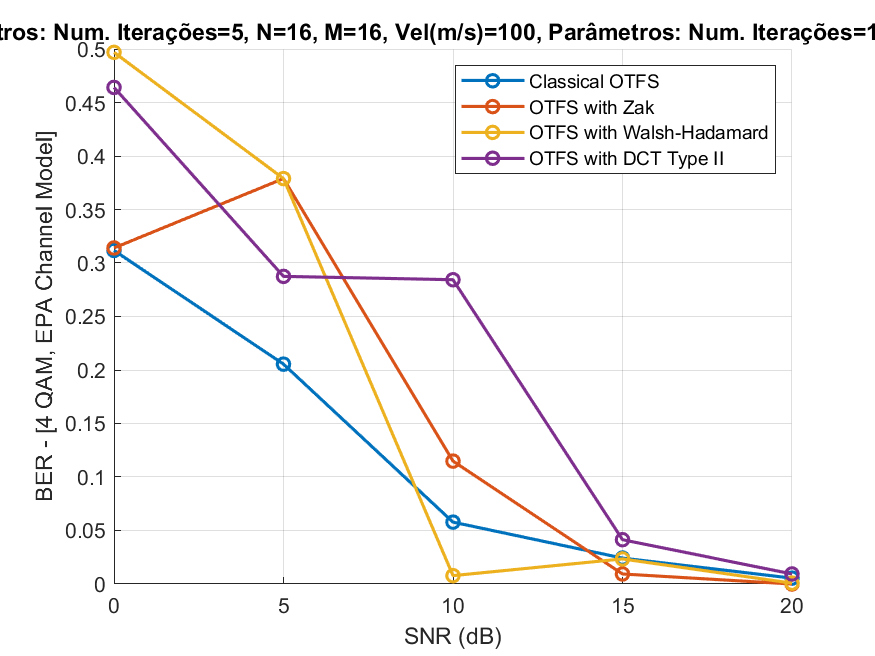 tros: Num. Iterações=5, N=16, M=16, Vel(m/s)=100, Parâmetros: Num. Iterações=1
BER - [4 QAM, EPA Channel Model]
0.5
0.45
0.4
0.35
0.3
0.25
0.2
0.15
0.1
0.05
0
Classical OTFS
OTFS with Zak
OTFS with Walsh-Hadamard
OTFS with DCT Type II
0 5 10 15 20
SNR (dB)